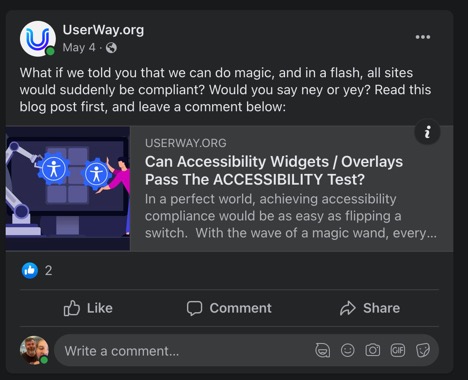 UserWay.org
May 4 ·
What if we told you that we can do magic, and in a flash, all sites
would suddenly be compliant? Would you say ney or yey? Read this
blog post first, and leave a comment below:
i
USERWAY.ORG
Can Accessibility Widgets / Overlays
Pass The ACCESSIBILITY Test?
In a perfect world, achieving accessibility
compliance would be as easy as flipping a
switch. With the wave of a magic wand, every...
2
Like Comment Share
Write a comment...
GIF